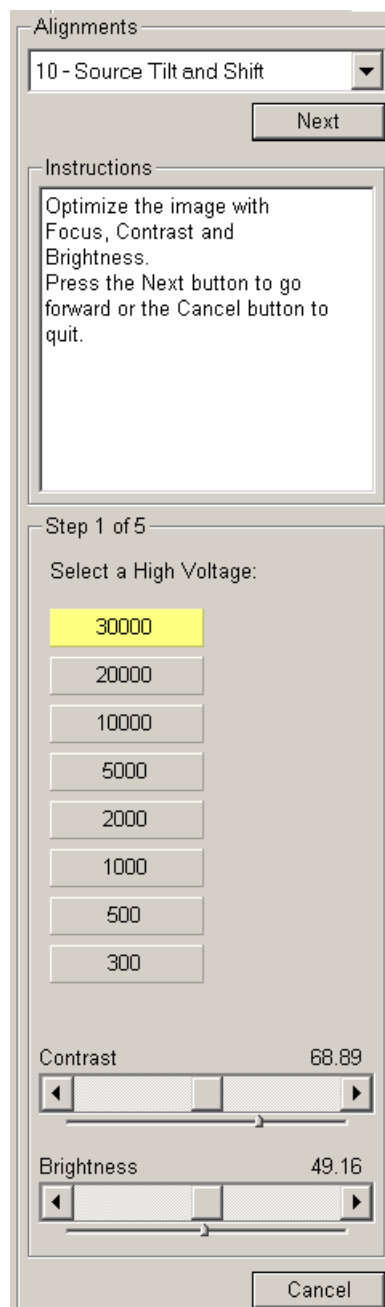 Alignments
10 - Source Tilt and Shift
Next
Instructions
Optimize the image with
Focus, Contrast and
Brightness.
Press the Next button to go
forward or the Cancel button to
quit.
Step 1 of 5
Select a High Voltage:
30000
20000
10000
5000
2000
1000
500
300
Contrast 68.89
Brightness 49.16
Cancel